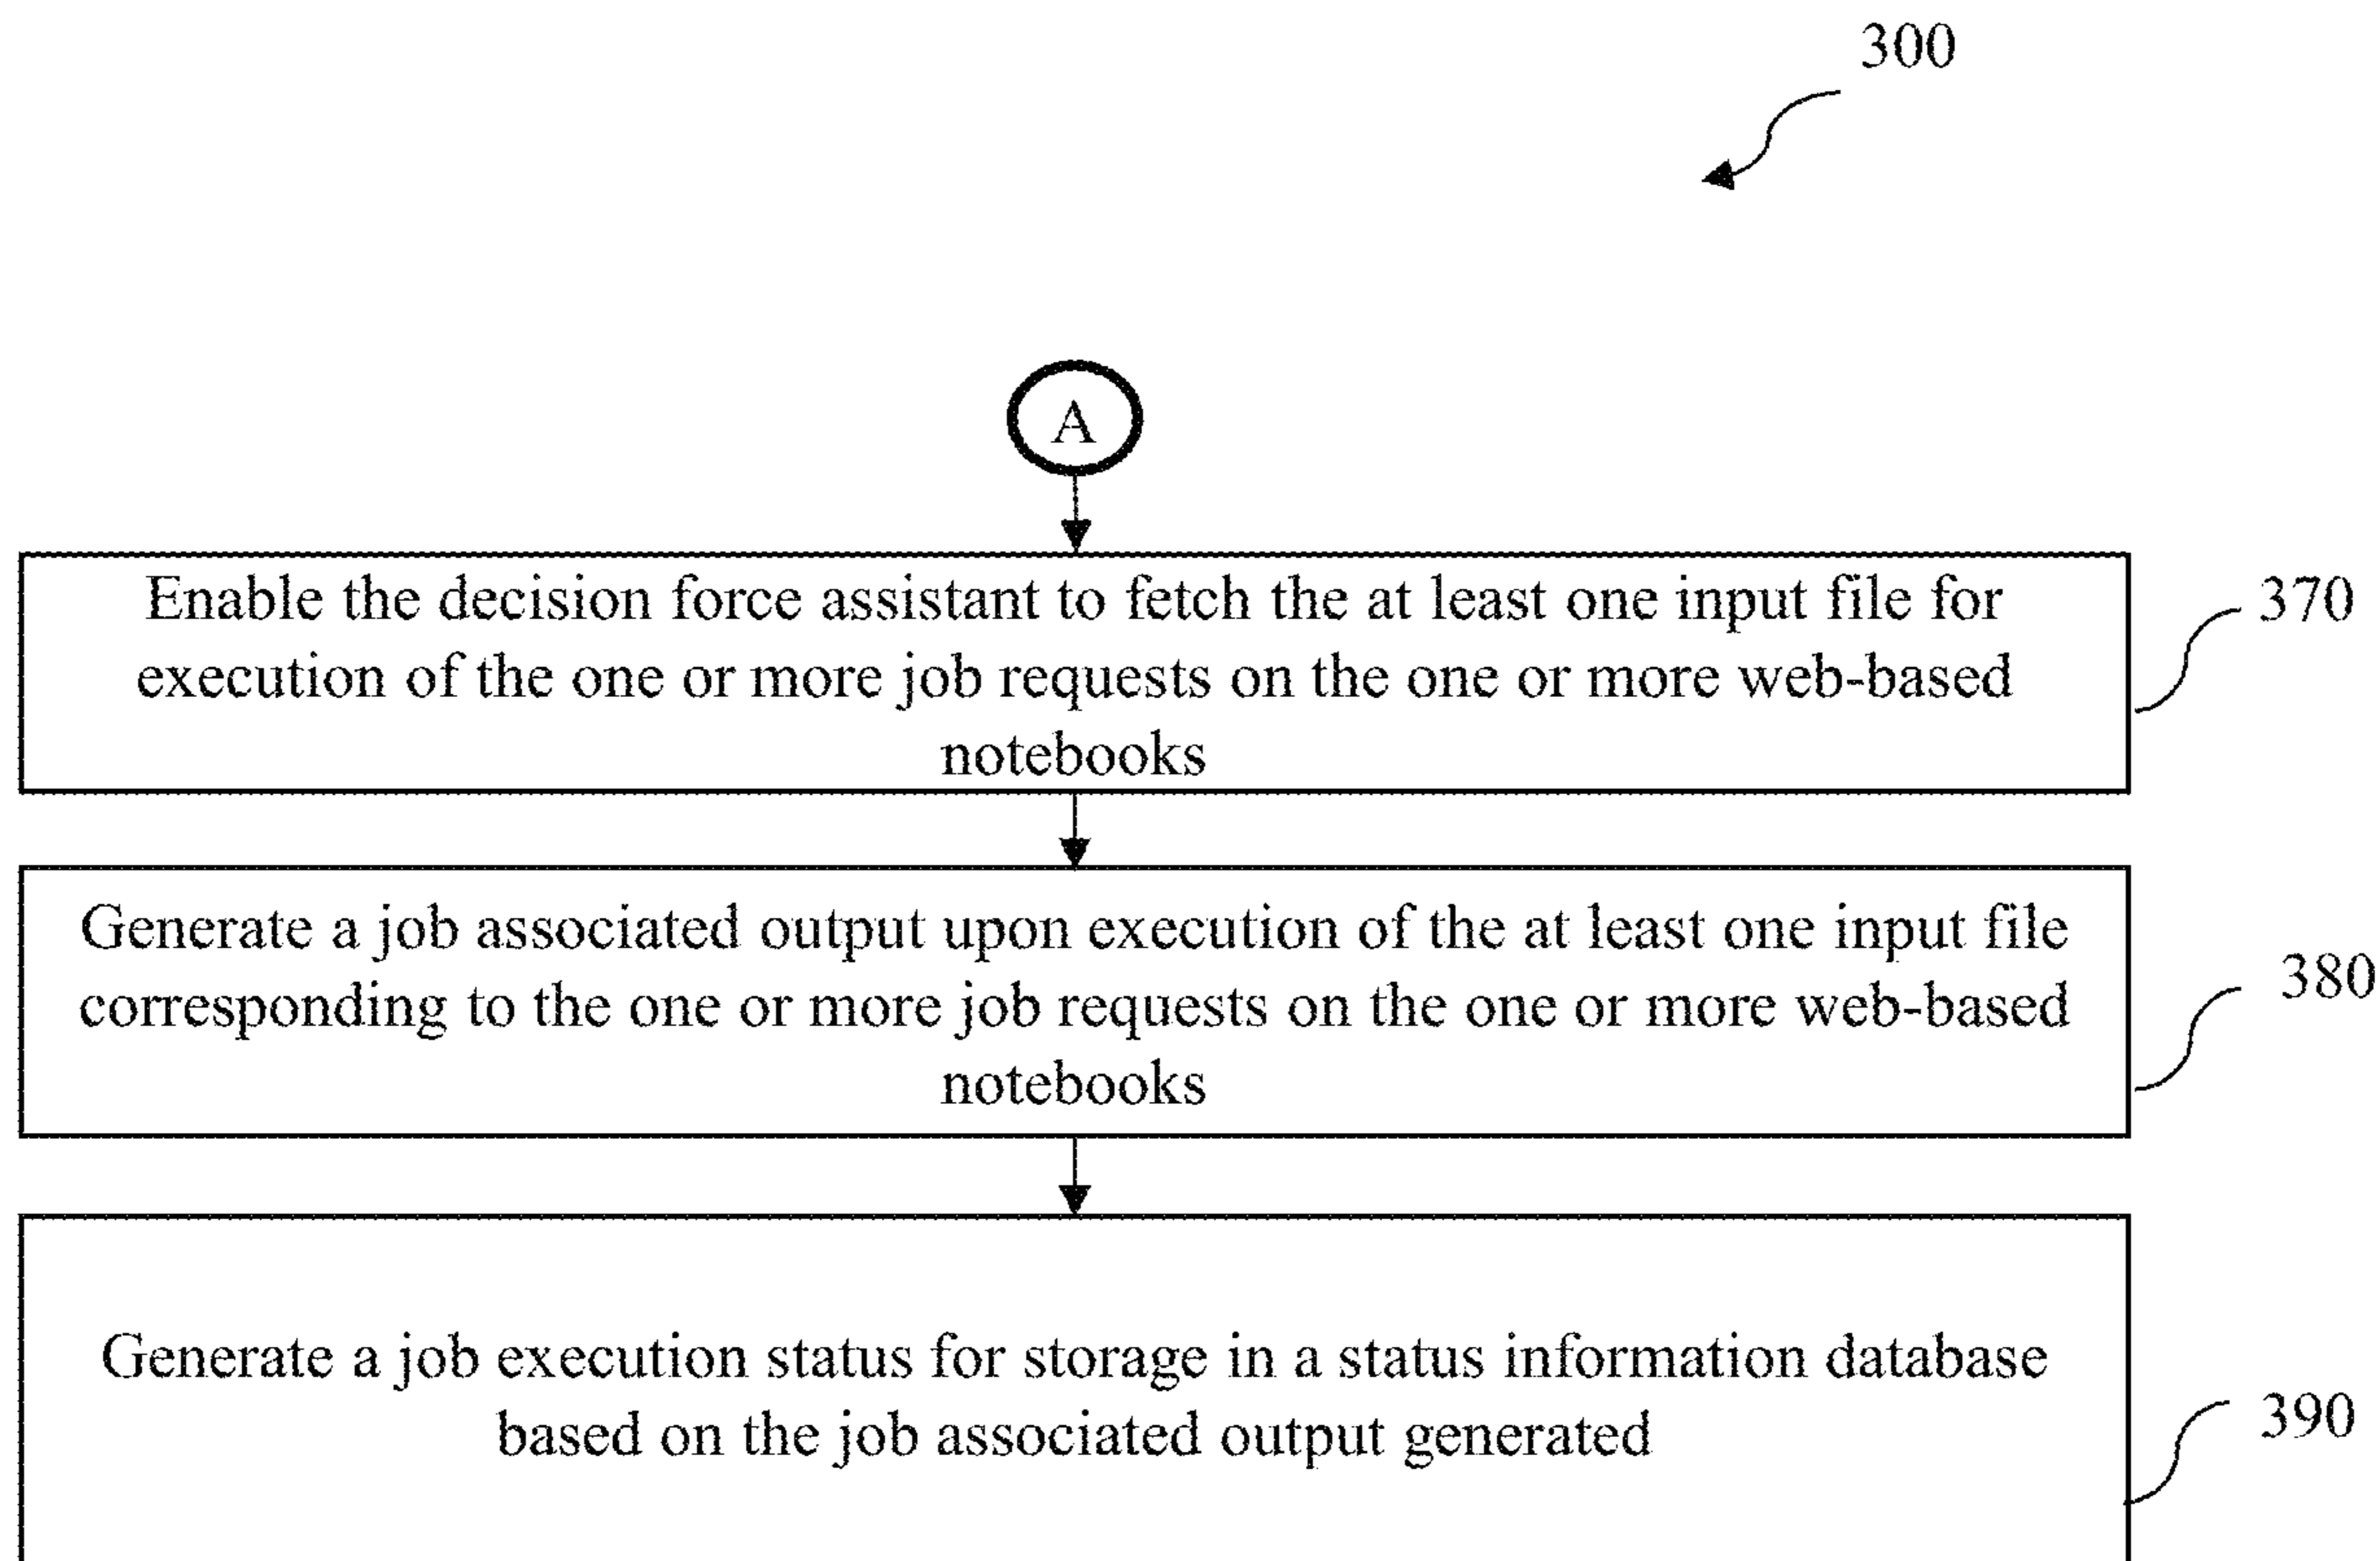 300
A
Enable the decision force assistant to fetch the at least one input file for
execution of the one or more job requests on the one or more web-based
notebooks
370
Generate a job associated output upon execution of the at least one input file
corresponding to the one or more job requests on the one or more web-based
notebooks
380
Generate a job execution status for storage in a status information database
based on the job associated output generated
390